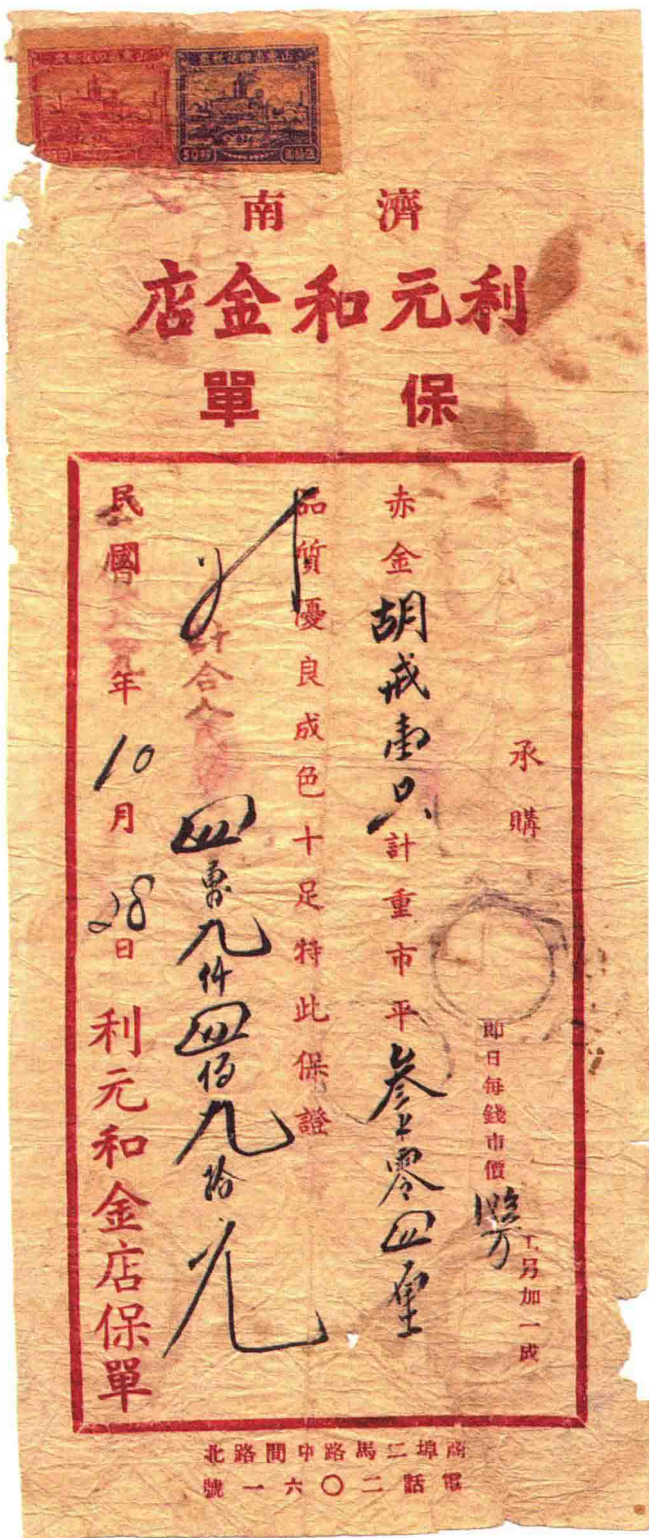 濟南
利元和金店
保單
承購
即日每錢市價
工另加一成
赤金胡戒兩只計重市平叁錢零四厘
品質優良成色十足特此保證
計合
四萬九仟四佰九拾元
民國年10月28日利元和金店保單
商埠二馬路中間路北
電話二〇六一號